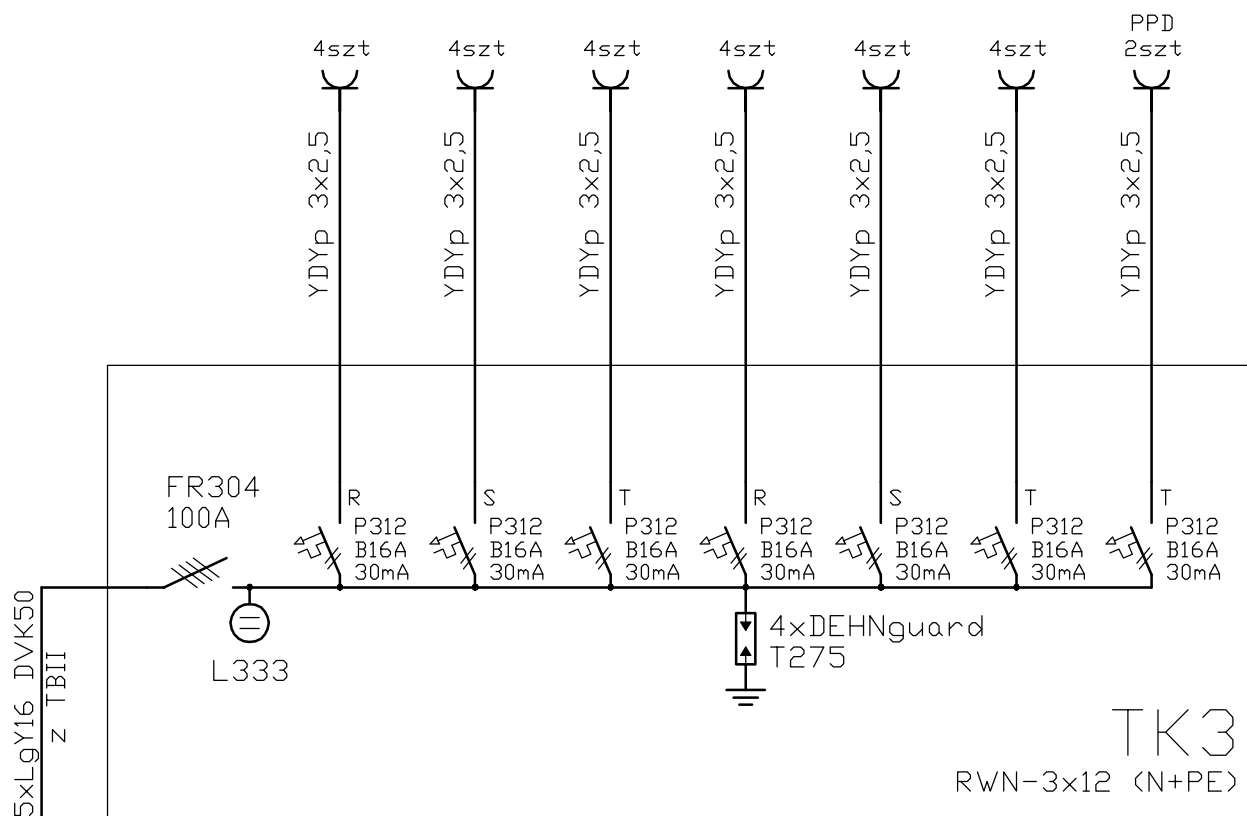 PPD
4szt 4szt 4szt 4szt 4szt 4szt 2szt
YDYp 3x2,5
YDYp 3x2,5
YDYp 3x2,5
YDYp 3x2,5
YDYp 3x2,5
YDYp 3x2,5
YDYp 3x2,5
FR304
100A
R
P312
B16A
30mA
S
P312
B16A
30mA
T
P312
B16A
30mA
R
P312
B16A
30mA
S
P312
B16A
30mA
T
P312
B16A
30mA
T
P312
B16A
30mA
L333
4xDEHNguard
T275
5xLgY16 DVK50
z TBII
TK3
RWN-3x12 (N+PE)